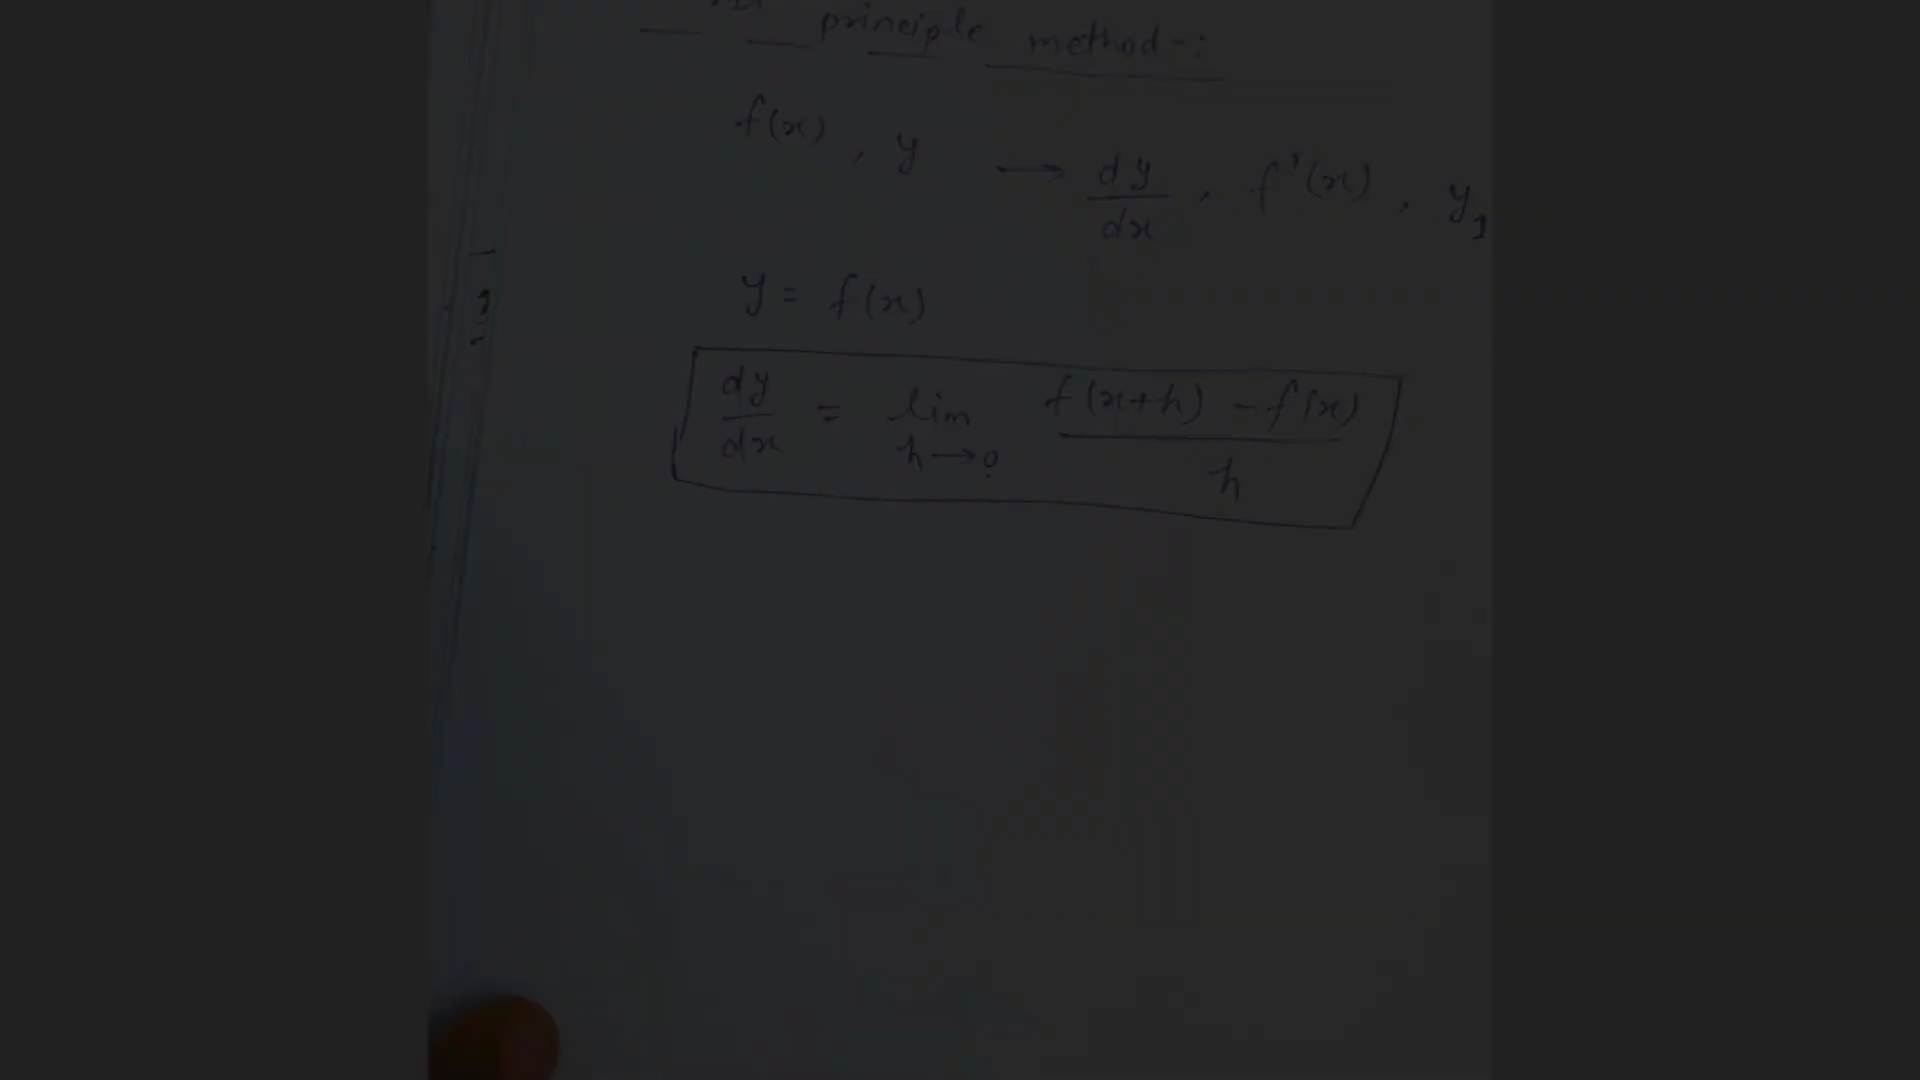 principle method -:
f(x) , y → dy/dx , f'(x) , y₁
y = f(x)
dy/dx = lim h→0 f(x+h) - f(x) / h